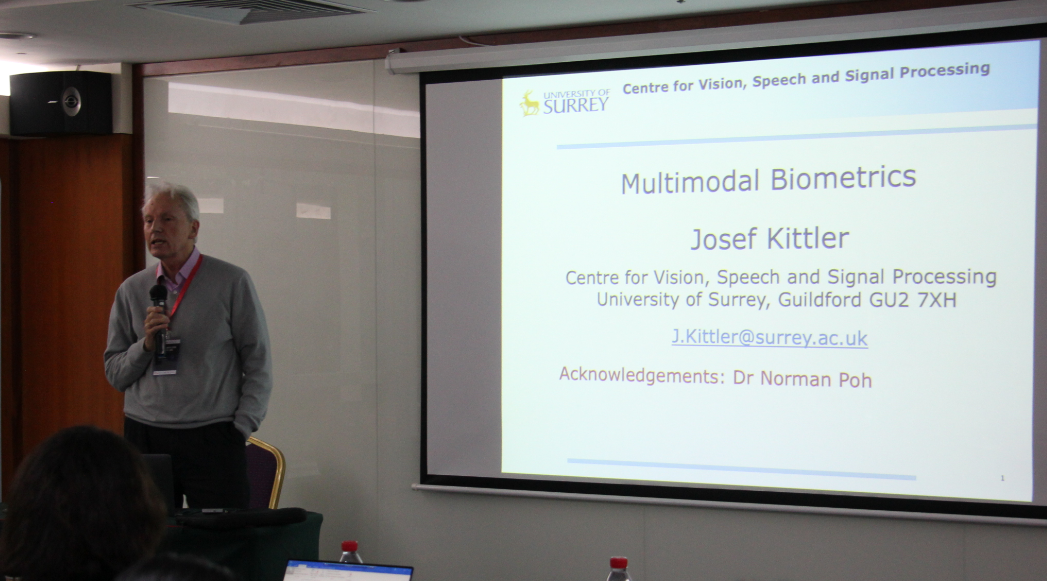 UNIVERSITY OF
SURREY
Centre for Vision, Speech and Signal Processing
Multimodal Biometrics
Josef Kittler
Centre for Vision, Speech and Signal Processing
University of Surrey, Guildford GU2 7XH
J.Kittler@surrey.ac.uk
Acknowledgements: Dr Norman Poh
1